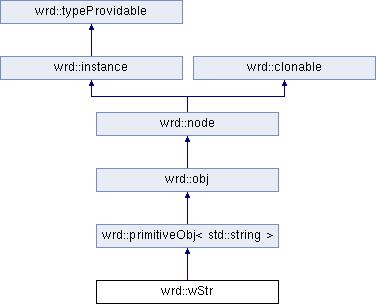 wrd::typeProvidable
wrd::instance
wrd::clonable
wrd::node
wrd::obj
wrd::primitiveObj< std::string >
wrd::wStr